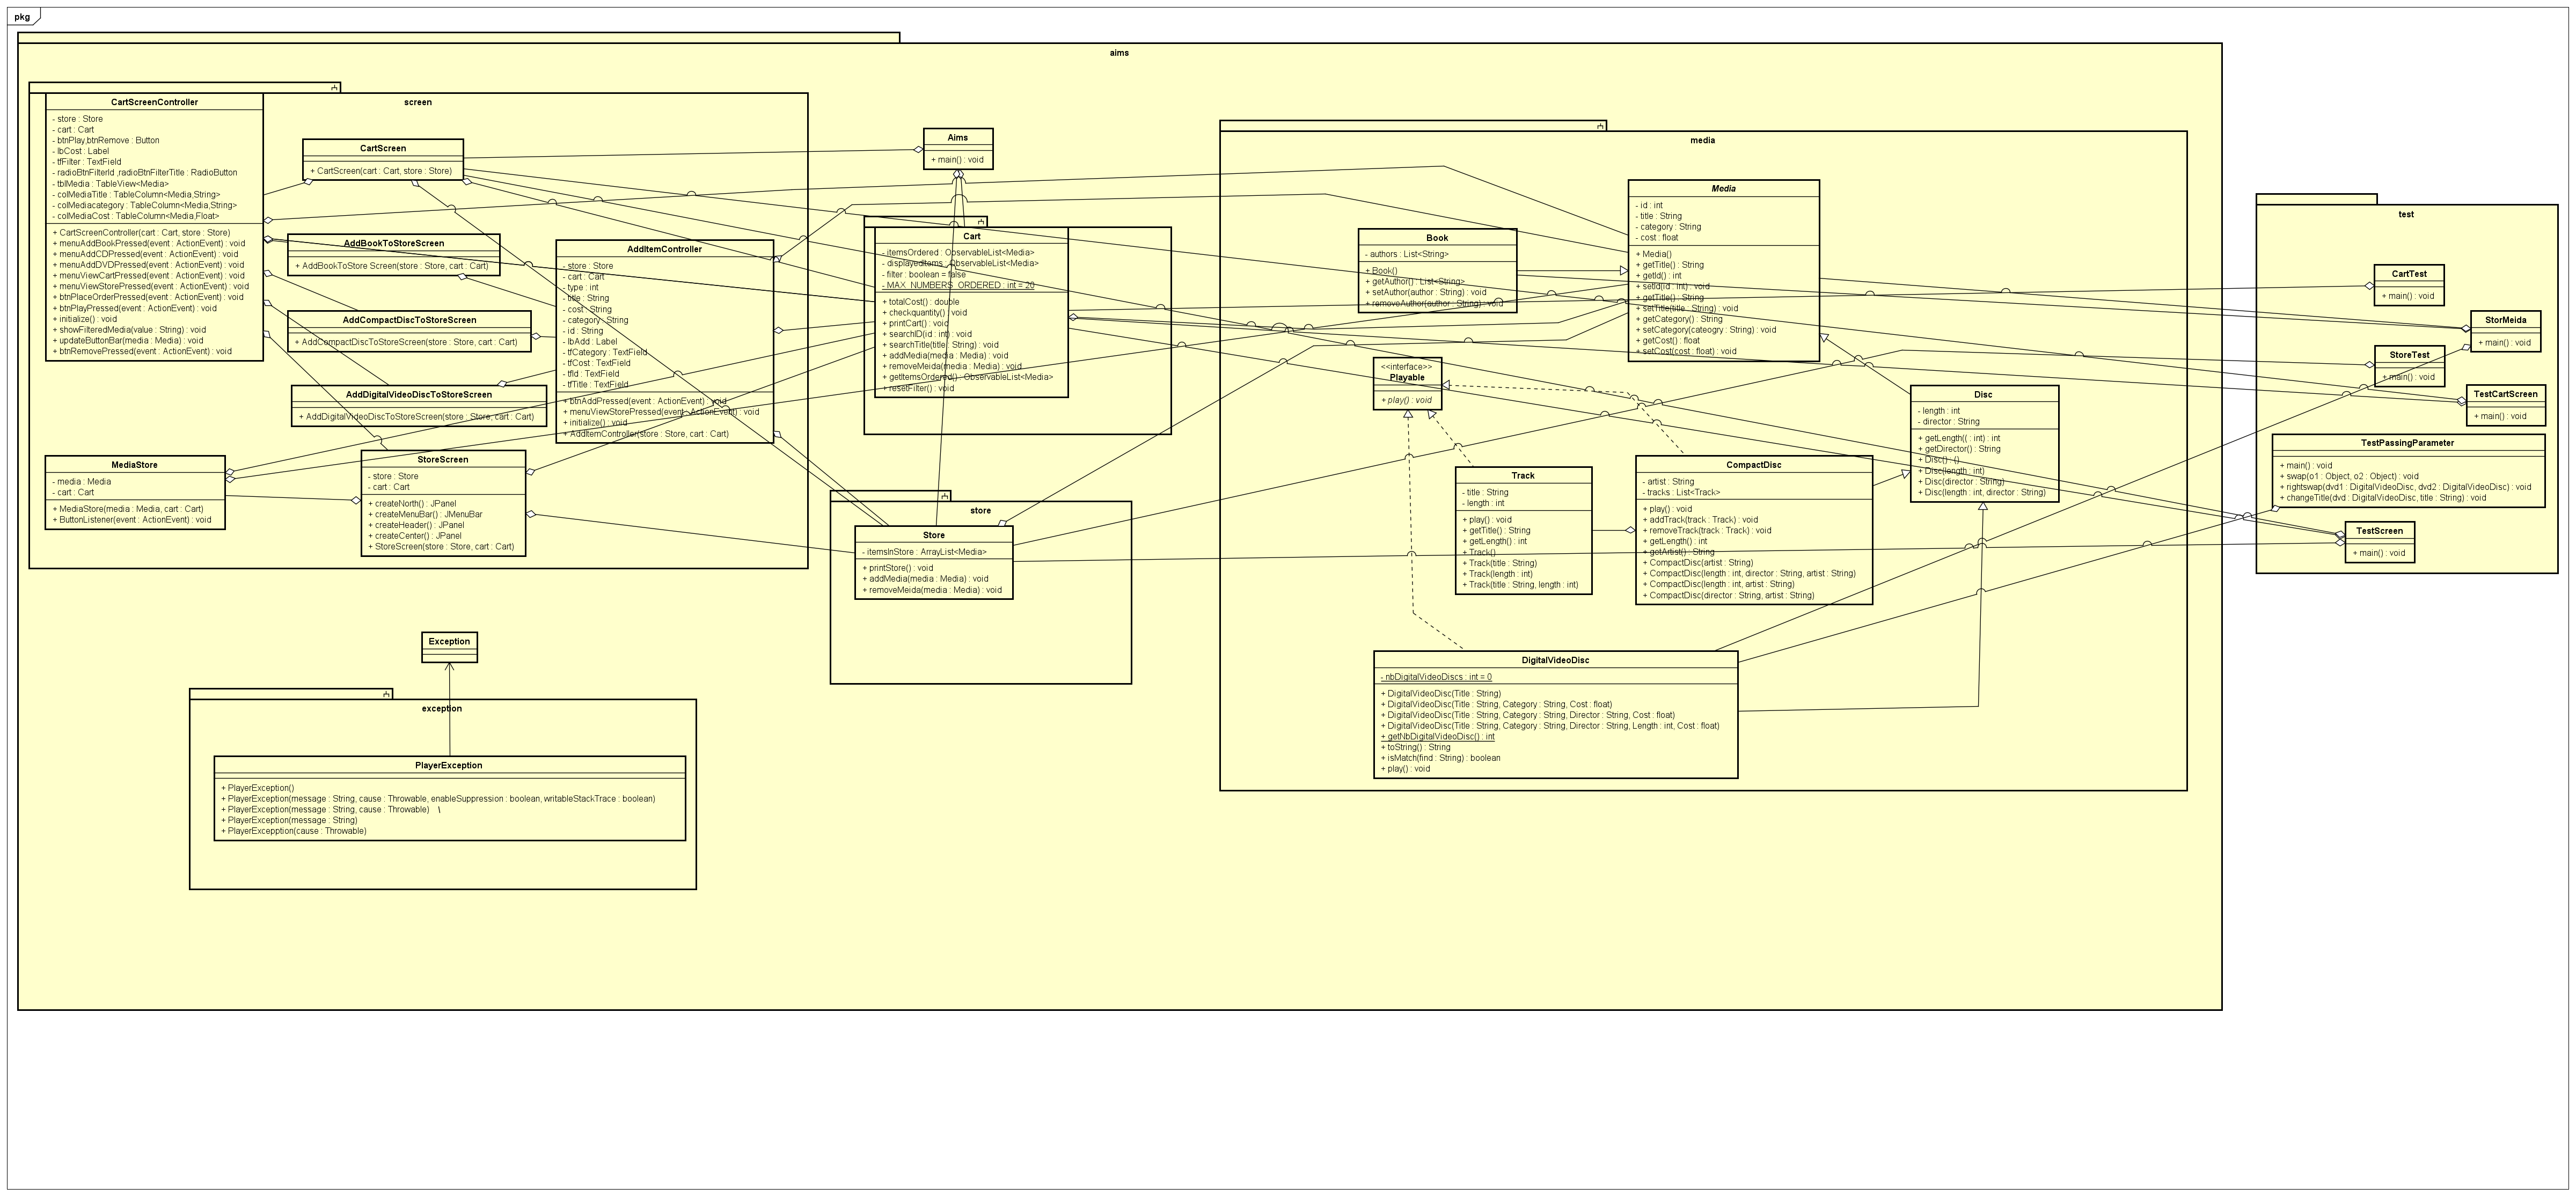 pkg
aims
screen
CartScreenController
- store : Store
- cart : Cart
- btnPlay,btnRemove : Button
- lbCost : Label
- tfFilter : TextField
- radioBtnFilterId ,radioBtnFilterTitle : RadioButton
- tblMedia : TableView<Media>
- colMediaTitle : TableColumn<Media,String>
- colMediacategory : TableColumn<Media,String>
- colMediaCost : TableColumn<Media,Float>
+ CartScreenController(cart : Cart, store : Store)
+ menuAddBookPressed(event : ActionEvent) : void
+ menuAddCDPressed(event : ActionEvent) : void
+ menuAddDVDPressed(event : ActionEvent) : void
+ menuViewCartPressed(event : ActionEvent) : void
+ menuViewStorePressed(event : ActionEvent) : void
+ btnPlaceOrderPressed(event : ActionEvent) : void
+ btnPlayPressed(event : ActionEvent) : void
+ initialize() : void
+ showFilteredMedia(value : String) : void
+ updateButtonBar(media : Media) : void
+ btnRemovePressed(event : ActionEvent) : void
CartScreen
+ CartScreen(cart : Cart, store : Store)
AddBookToStoreScreen
+ AddBookToStore Screen(store : Store, cart : Cart)
AddCompactDiscToStoreScreen
+ AddCompactDiscToStoreScreen(store : Store, cart : Cart)
AddDigitalVideoDiscToStoreScreen
+ AddDigitalVideoDiscToStoreScreen(store : Store, cart : Cart)
AddItemController
- store : Store
- cart : Cart
- type : int
- title : String
- cost : String
- category : String
- id : String
- lbAdd : Label
- tfCategory : TextField
- tfCost : TextField
- tfId : TextField
- tfTitle : TextField
+ btnAddPressed(event : ActionEvent) : void
+ menuViewStorePressed(event : ActionEvent) : void
+ initialize() : void
+ AddItemController(store : Store, cart : Cart)
MediaStore
- media : Media
- cart : Cart
+ MediaStore(media : Media, cart : Cart)
+ ButtonListener(event : ActionEvent) : void
StoreScreen
- store : Store
- cart : Cart
+ createNorth() : JPanel
+ createMenuBar() : JMenuBar
+ createHeader() : JPanel
+ createCenter() : JPanel
+ StoreScreen(store : Store, cart : Cart)
Aims
+ main() : void
Cart
- itemsOrdered : ObservableList<Media>
- displayedItems : ObservableList<Media>
- filter : boolean = false
- MAX_NUMBERS_ORDERED : int = 20
+ totalCost() : double
+ checkquantity() : void
+ printCart() : void
+ searchID(id : int) : void
+ searchTitle(title: String) : void
+ addMedia(media : Media) : void
+ removeMeida(media : Media) : void
+ getItemsOrdered() : ObservableList<Media>
+ resetFilter() : void
store
Store
- itemsInStore : ArrayList<Media>
+ printStore() : void
+ addMedia(media : Media) : void
+ removeMeida(media : Media) : void
Exception
exception
PlayerException
+ PlayerException()
+ PlayerException(message : String, cause : Throwable, enableSuppression : boolean, writableStackTrace : boolean)
+ PlayerException(message : String, cause : Throwable) \
+ PlayerException(message : String)
+ PlayerExcepption(cause : Throwable)
media
Media
- id : int
- title : String
- category : String
- cost : float
+ Media()
+ getTitle() : String
+ getId() : int
+ setId(id : int) : void
+ getTitle() : String
+ setTitle(title : String) : void
+ getCategory() : String
+ setCategory(cateogry : String) : void
+ getCost() : float
+ setCost(cost : float) : void
Book
- authors : List<String>
+ Book()
+ getAuthor() : List<String>
+ setAuthor(author : String) : void
+ removeAuthor(author : String) : void
<<interface>>
Playable
+ play() : void
Disc
- length : int
- director : String
+ getLength(( : int) : int
+ getDirector() : String
+ Disc() : ()
+ Disc(length : int)
+ Disc(director : String)
+ Disc(length : int, director : String)
Track
- title : String
- length : int
+ play() : void
+ getTitle() : String
+ getLength() : int
+ Track()
+ Track(title : String)
+ Track(length : int)
+ Track(title : String, length : int)
CompactDisc
- artist : String
- tracks : List<Track>
+ play() : void
+ addTrack(track : Track) : void
+ removeTrack(track : Track) : void
+ getLength() : int
+ getArtist() : String
+ CompactDisc(artist : String)
+ CompactDisc(length : int, director : String, artist : String)
+ CompactDisc(length : int, artist : String)
+ CompactDisc(director : String, artist : String)
DigitalVideoDisc
- nbDigitalVideoDiscs : int = 0
+ DigitalVideoDisc(Title : String)
+ DigitalVideoDisc(Title : String, Category : String, Cost : float)
+ DigitalVideoDisc(Title : String, Category : String, Director : String, Cost : float)
+ DigitalVideoDisc(Title : String, Category : String, Director : String, Length : int, Cost : float)
+ getNbDigitalVideoDisc() : int
+ toString() : String
+ isMatch(find : String) : boolean
+ play() : void
test
CartTest
+ main() : void
StorMeida
+ main() : void
StoreTest
+ main() : void
TestCartScreen
+ main() : void
TestPassingParameter
+ main() : void
+ swap(o1 : Object, o2 : Object) : void
+ rightswap(dvd1 : DigitalVideoDisc, dvd2 : DigitalVideoDisc) : void
+ changeTitle(dvd : DigitalVideoDisc, title : String) : void
TestScreen
+ main() : void